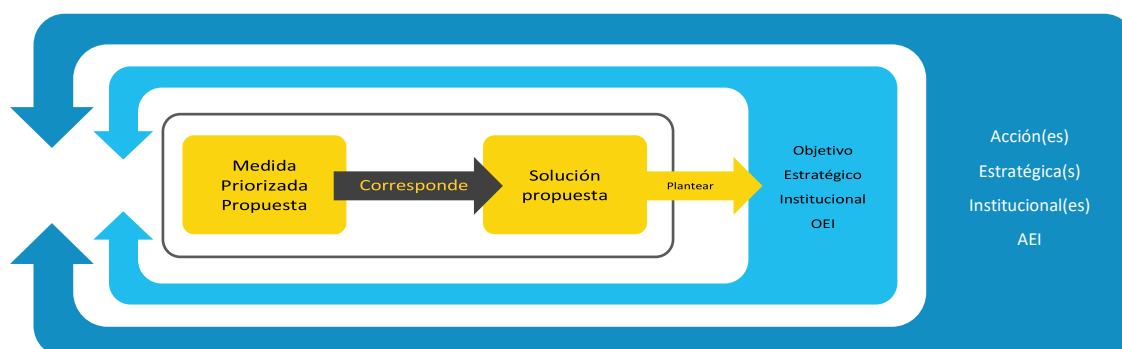 Medida
Priorizada
Propuesta
Corresponde
Solución
propuesta
Plantear
Objetivo
Estratégico
Institucional
OEI
Acción(es)
Estratégica(s)
Institucional(es)
AEI